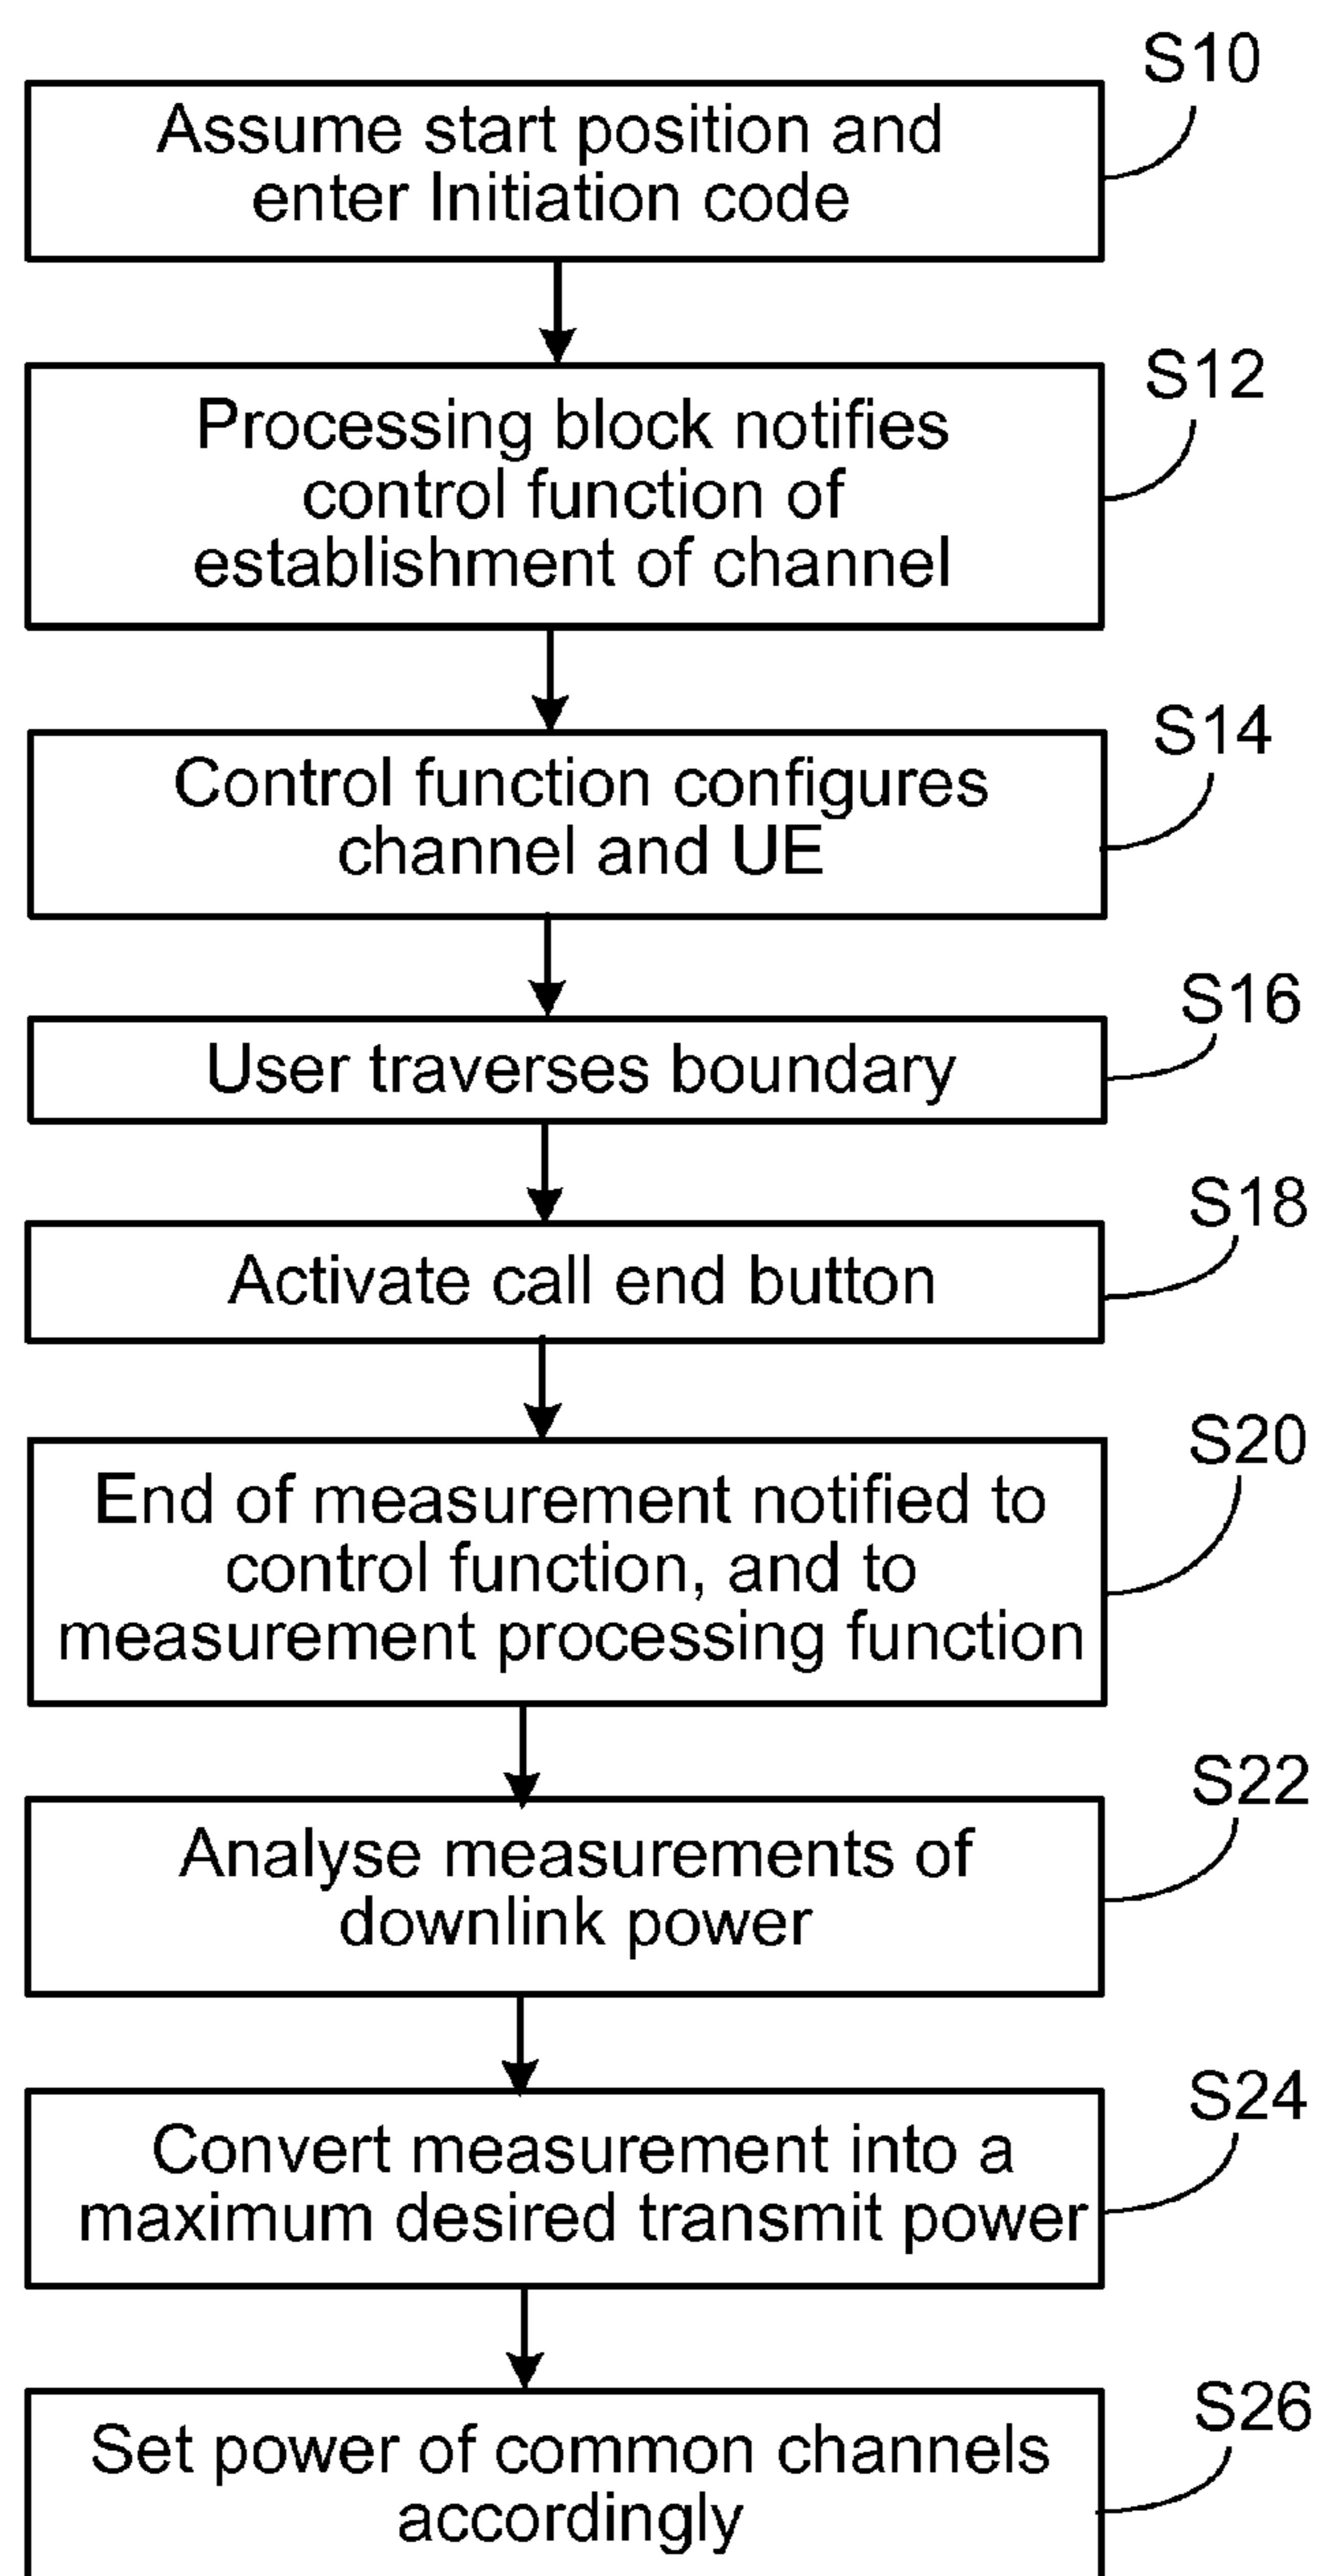 S10
Assume start position and
enter Initiation code
S12
Processing block notifies
control function of
establishment of channel
S14
Control function configures
channel and UE
S16
User traverses boundary
S18
Activate call end button
S20
End of measurement notified to
control function, and to
measurement processing function
S22
Analyse measurements of
downlink power
S24
Convert measurement into a
maximum desired transmit power
S26
Set power of common channels
accordingly